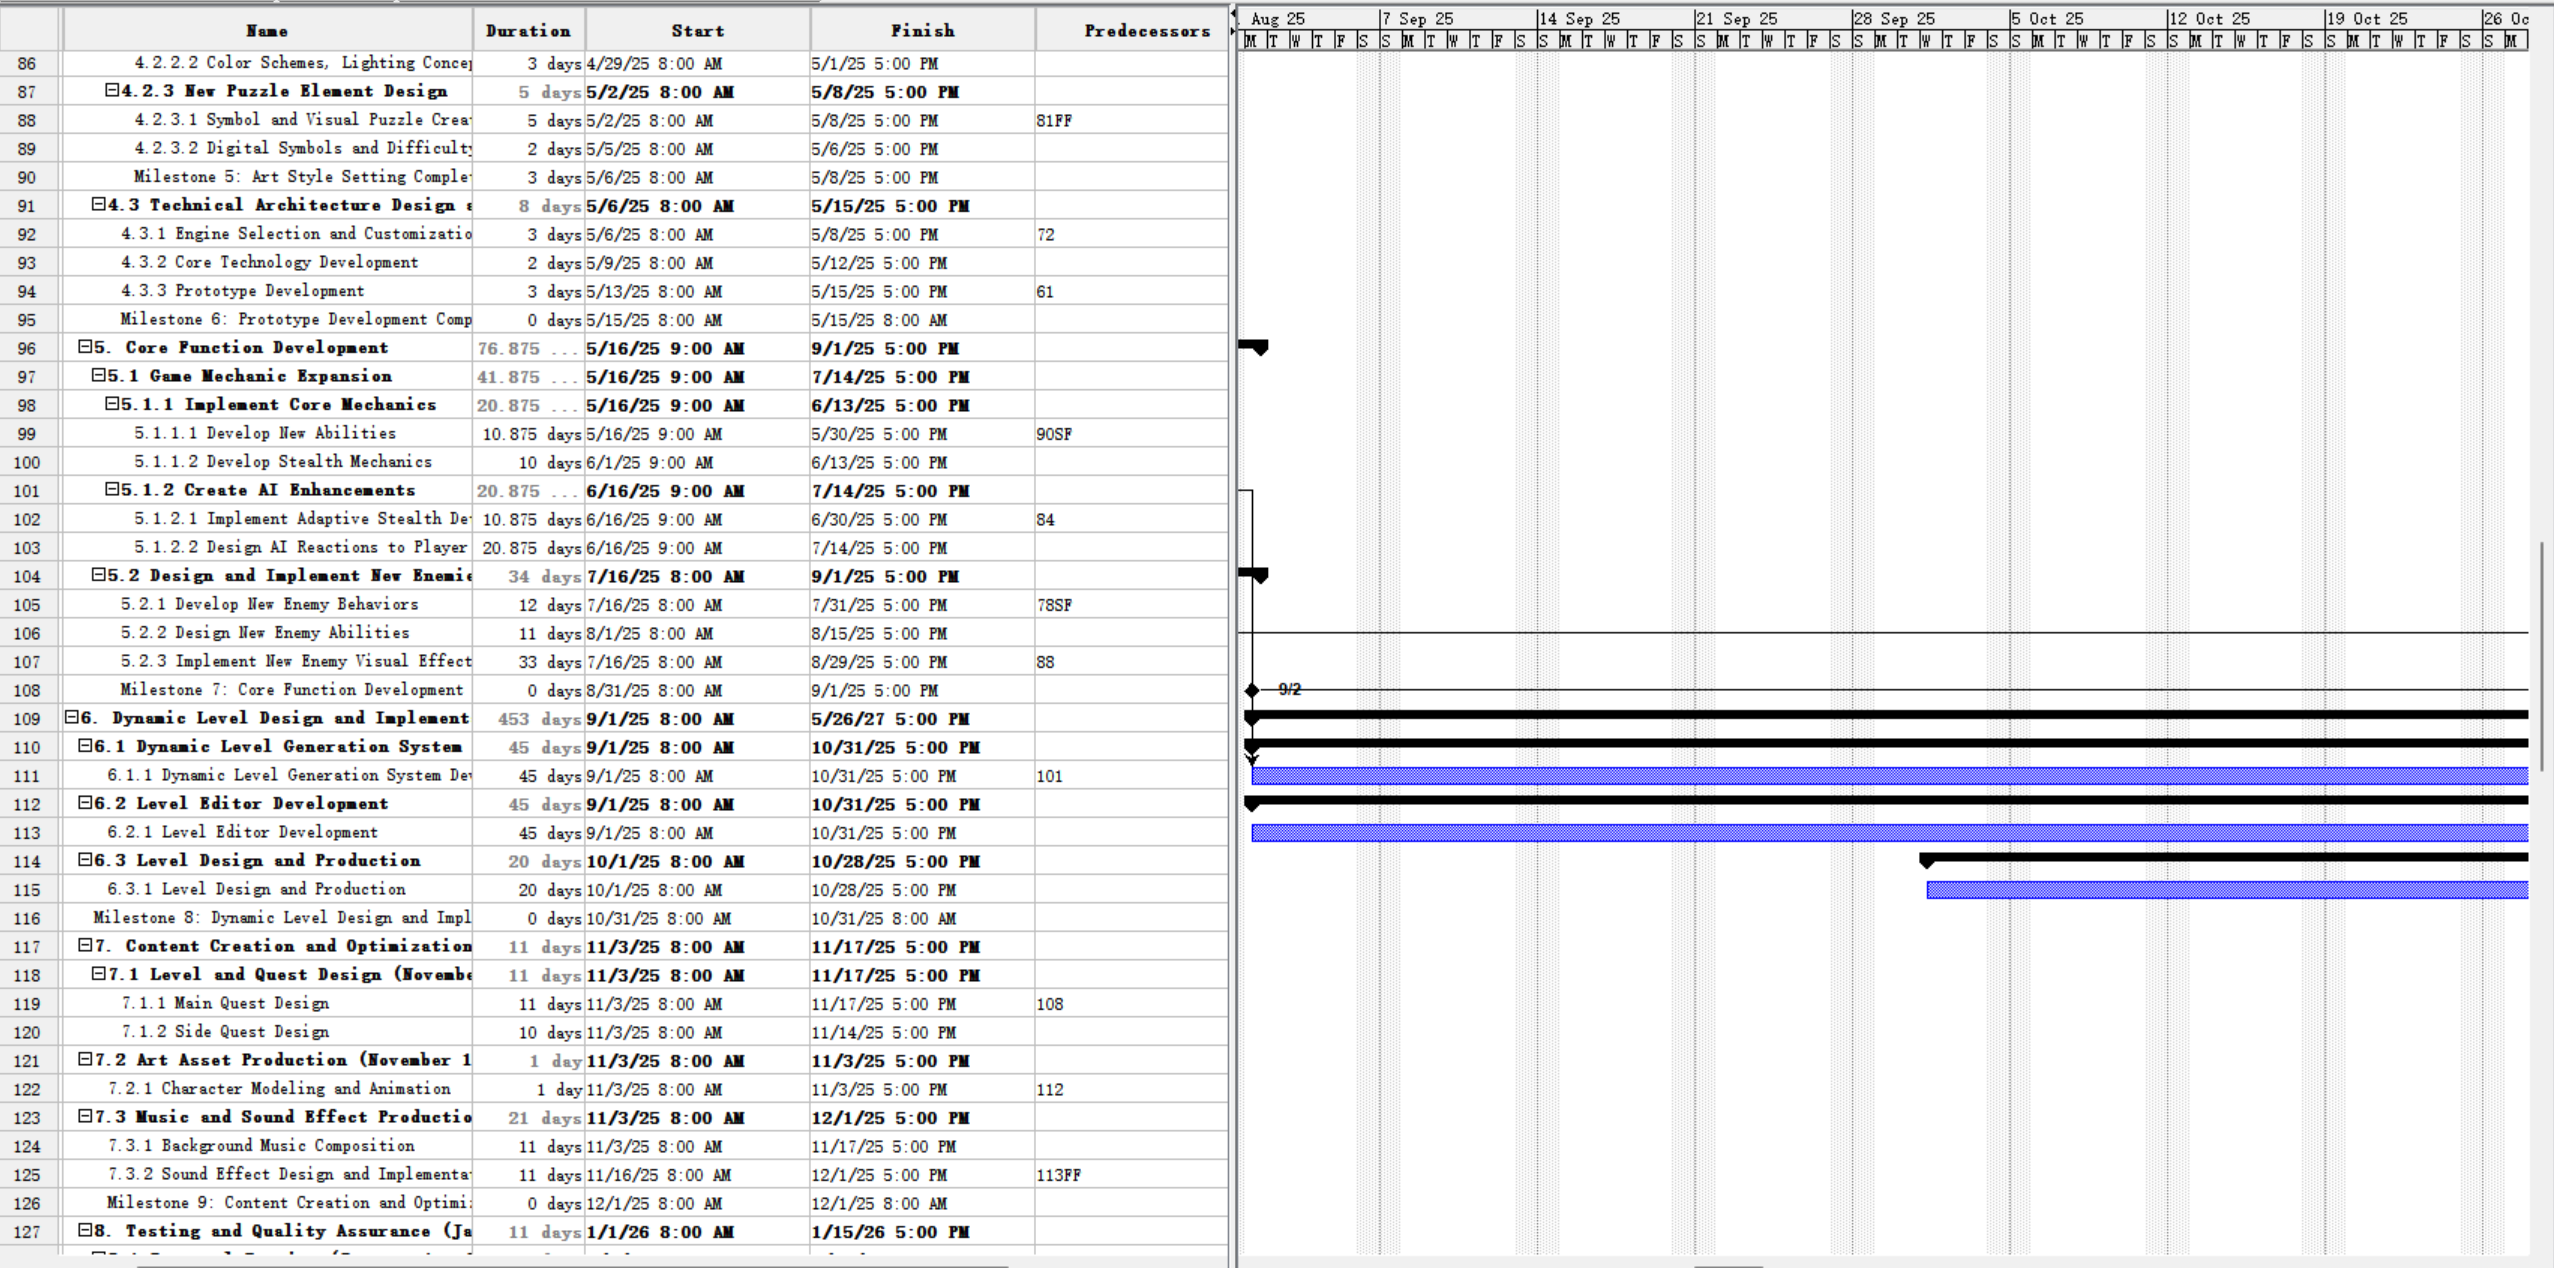 Name Duration Start Finish Predecessors
Aug 25 7 Sep 25 14 Sep 25 21 Sep 25 28 Sep 25 5 Oct 25 12 Oct 25 19 Oct 25 26 Oc
M T W T F S S M T W T F S S M T W T F S S M T W T F S S M T W T F S S M T W T F S S M T W T F S S M T W T F S S M
86 4.2.2.2 Color Schemes, Lighting Concep 3 days 4/29/25 8:00 AM 5/1/25 5:00 PM
87 4.2.3 New Puzzle Element Design 5 days 5/2/25 8:00 AM 5/8/25 5:00 PM
88 4.2.3.1 Symbol and Visual Puzzle Crea 5 days 5/2/25 8:00 AM 5/8/25 5:00 PM 81FF
89 4.2.3.2 Digital Symbols and Difficulty 2 days 5/5/25 8:00 AM 5/6/25 5:00 PM
90 Milestone 5: Art Style Setting Comple 3 days 5/6/25 8:00 AM 5/8/25 5:00 PM
91 4.3 Technical Architecture Design a 8 days 5/6/25 8:00 AM 5/15/25 5:00 PM
92 4.3.1 Engine Selection and Customizatio 3 days 5/6/25 8:00 AM 5/8/25 5:00 PM 72
93 4.3.2 Core Technology Development 2 days 5/9/25 8:00 AM 5/12/25 5:00 PM
94 4.3.3 Prototype Development 3 days 5/13/25 8:00 AM 5/15/25 5:00 PM 61
95 Milestone 6: Prototype Development Comp 0 days 5/15/25 8:00 AM 5/15/25 8:00 AM
96 5. Core Function Development 76.875 ... 5/16/25 9:00 AM 9/1/25 5:00 PM
97 5.1 Game Mechanic Expansion 41.875 ... 5/16/25 9:00 AM 7/14/25 5:00 PM
98 5.1.1 Implement Core Mechanics 20.875 ... 5/16/25 9:00 AM 6/13/25 5:00 PM
99 5.1.1.1 Develop New Abilities 10.875 days 5/16/25 9:00 AM 5/30/25 5:00 PM 90SF
100 5.1.1.2 Develop Stealth Mechanics 10 days 6/1/25 9:00 AM 6/13/25 5:00 PM
101 5.1.2 Create AI Enhancements 20.875 ... 6/16/25 9:00 AM 7/14/25 5:00 PM
102 5.1.2.1 Implement Adaptive Stealth De 10.875 days 6/16/25 9:00 AM 6/30/25 5:00 PM 84
103 5.1.2.2 Design AI Reactions to Player 20.875 days 6/16/25 9:00 AM 7/14/25 5:00 PM
104 5.2 Design and Implement New Enemie 34 days 7/16/25 8:00 AM 9/1/25 5:00 PM
105 5.2.1 Develop New Enemy Behaviors 12 days 7/16/25 8:00 AM 7/31/25 5:00 PM 78SF
106 5.2.2 Design New Enemy Abilities 11 days 8/1/25 8:00 AM 8/15/25 5:00 PM
107 5.2.3 Implement New Enemy Visual Effect 33 days 7/16/25 8:00 AM 8/29/25 5:00 PM 88
108 Milestone 7: Core Function Development 0 days 8/31/25 8:00 AM 9/1/25 5:00 PM 9/2
109 6. Dynamic Level Design and Implement 453 days 9/1/25 8:00 AM 5/26/27 5:00 PM
110 6.1 Dynamic Level Generation System 45 days 9/1/25 8:00 AM 10/31/25 5:00 PM
111 6.1.1 Dynamic Level Generation System Dev 45 days 9/1/25 8:00 AM 10/31/25 5:00 PM 101
112 6.2 Level Editor Development 45 days 9/1/25 8:00 AM 10/31/25 5:00 PM
113 6.2.1 Level Editor Development 45 days 9/1/25 8:00 AM 10/31/25 5:00 PM
114 6.3 Level Design and Production 20 days 10/1/25 8:00 AM 10/28/25 5:00 PM
115 6.3.1 Level Design and Production 20 days 10/1/25 8:00 AM 10/28/25 5:00 PM
116 Milestone 8: Dynamic Level Design and Impl 0 days 10/31/25 8:00 AM 10/31/25 8:00 AM
117 7. Content Creation and Optimization 11 days 11/3/25 8:00 AM 11/17/25 5:00 PM
118 7.1 Level and Quest Design (Novembe 11 days 11/3/25 8:00 AM 11/17/25 5:00 PM
119 7.1.1 Main Quest Design 11 days 11/3/25 8:00 AM 11/17/25 5:00 PM 108
120 7.1.2 Side Quest Design 10 days 11/3/25 8:00 AM 11/14/25 5:00 PM
121 7.2 Art Asset Production (November 1 1 day 11/3/25 8:00 AM 11/3/25 5:00 PM
122 7.2.1 Character Modeling and Animation 1 day 11/3/25 8:00 AM 11/3/25 5:00 PM 112
123 7.3 Music and Sound Effect Productio 21 days 11/3/25 8:00 AM 12/1/25 5:00 PM
124 7.3.1 Background Music Composition 11 days 11/3/25 8:00 AM 11/17/25 5:00 PM
125 7.3.2 Sound Effect Design and Implementa 11 days 11/16/25 8:00 AM 12/1/25 5:00 PM 113FF
126 Milestone 9: Content Creation and Optimi 0 days 12/1/25 8:00 AM 12/1/25 8:00 AM
127 8. Testing and Quality Assurance (Ja 11 days 1/1/26 8:00 AM 1/15/26 5:00 PM